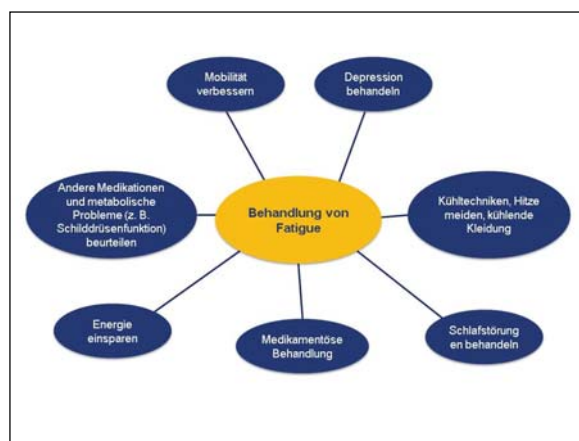 Mobilität
verbessern
Depression
behandeln
Andere Medikationen
und metabolische
Probleme (z. B.
Schilddrüsenfunktion)
beurteilen
Behandlung von
Fatigue
Kühltechniken, Hitze
meiden, kühlende
Kleidung
Energie
einsparen
Medikamentöse
Behandlung
Schlafstörung
en behandeln